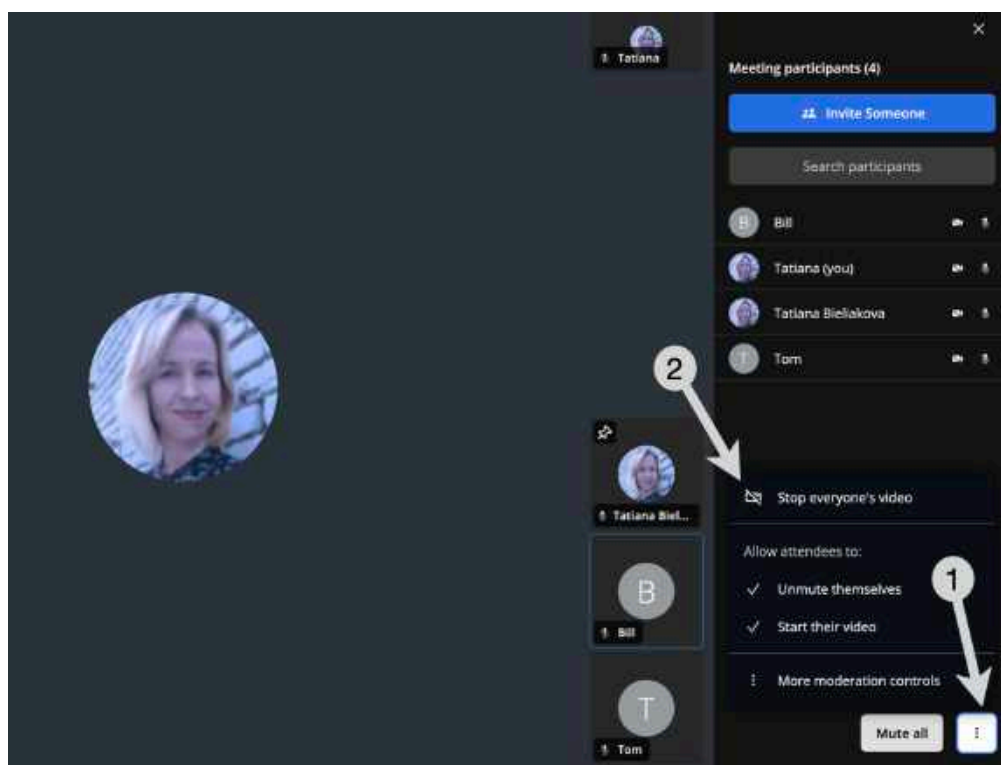 Tatiana
Meeting participants (4)
Invite Someone
Search participants
B Bill
Tatiana (you)
Tatiana Bieliakova
T Tom
2
Stop everyone's video
Tatiana Biel...
Allow attendees to:
1
Unmute themselves
B
Start their video
Bill
More moderation controls
T
Mute all
Tom